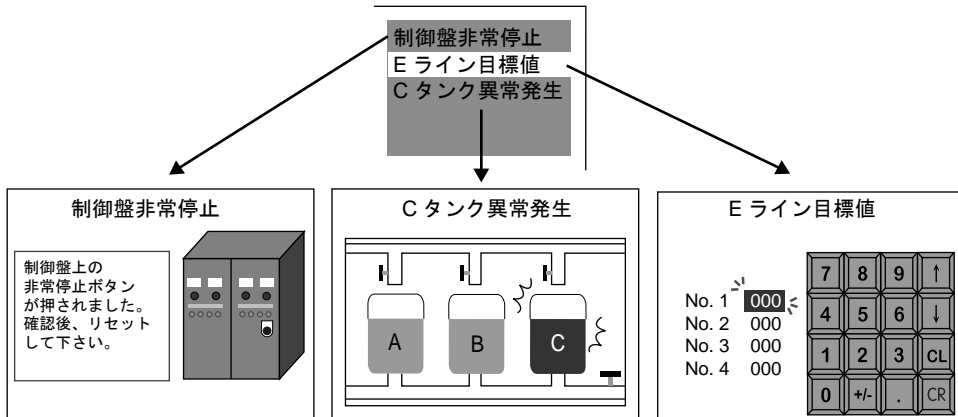 制御盤非常停止
E ライン目標値
C タンク異常発生
制御盤非常停止
制御盤上の
非常停止ボタン
が押されました。
確認後、リセット
して下さい。
C タンク異常発生
A
B
C
E ライン目標値
No. 1 000
No. 2 000
No. 3 000
No. 4 000
7 8 9 ↑
4 5 6 ↓
1 2 3 CL
0 +/- . CR